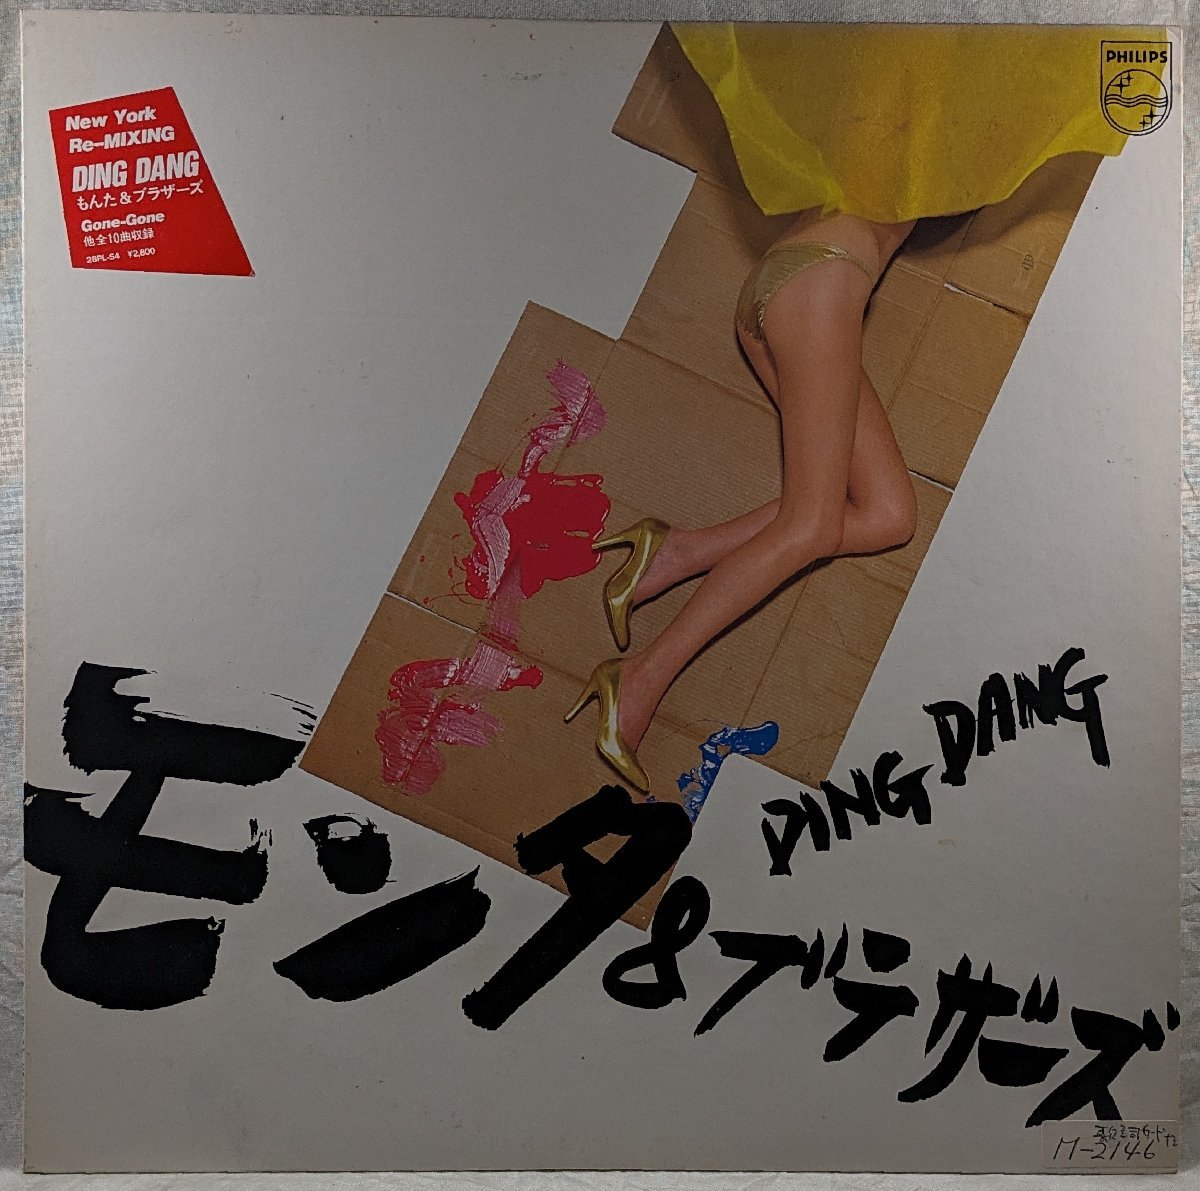 New York
Re-MIXING
DING DANG
もんた&ブラザーズ
Gone-Gone
他全10曲収録
28PL-54 ¥2,800
PHILIPS
DING DANG
モンタ&ブラザーズ
M-2146